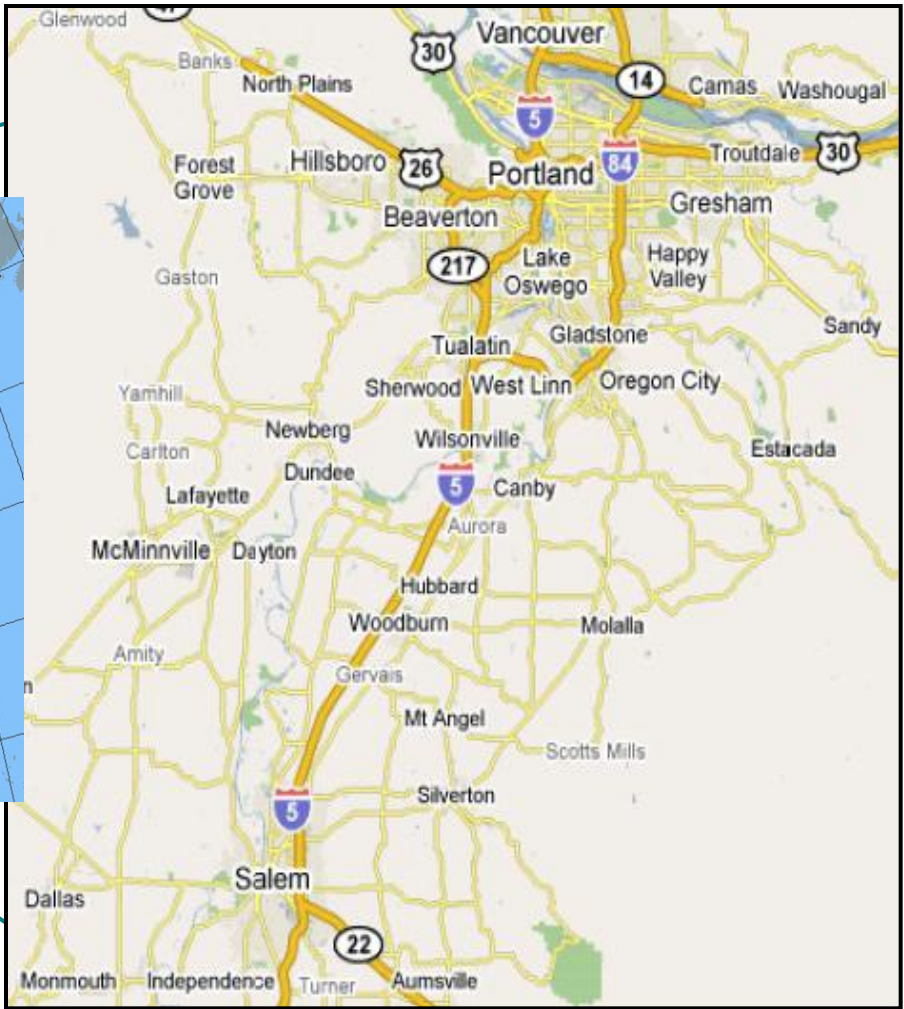 47
Glenwood
Vancouver
30
Banks
North Plains
14
Camas
Washougal
5
Forest
Grove
Hillsboro
26
Portland
84
Troutdale
30
Beaverton
Gresham
217
Lake
Oswego
Happy
Valley
Gaston
Tualatin
Gladstone
Sandy
Yamhill
Sherwood
West Linn
Oregon City
Newberg
Wilsonville
Carlton
Estacada
Dundee
Lafayette
5
Canby
Aurora
McMinnville
Dayton
Hubbard
Woodburn
Molalla
Amity
Gervais
n
Mt Angel
Scotts Mills
5
Silverton
Salem
Dallas
22
Monmouth
Independence
Turner
Aumsville